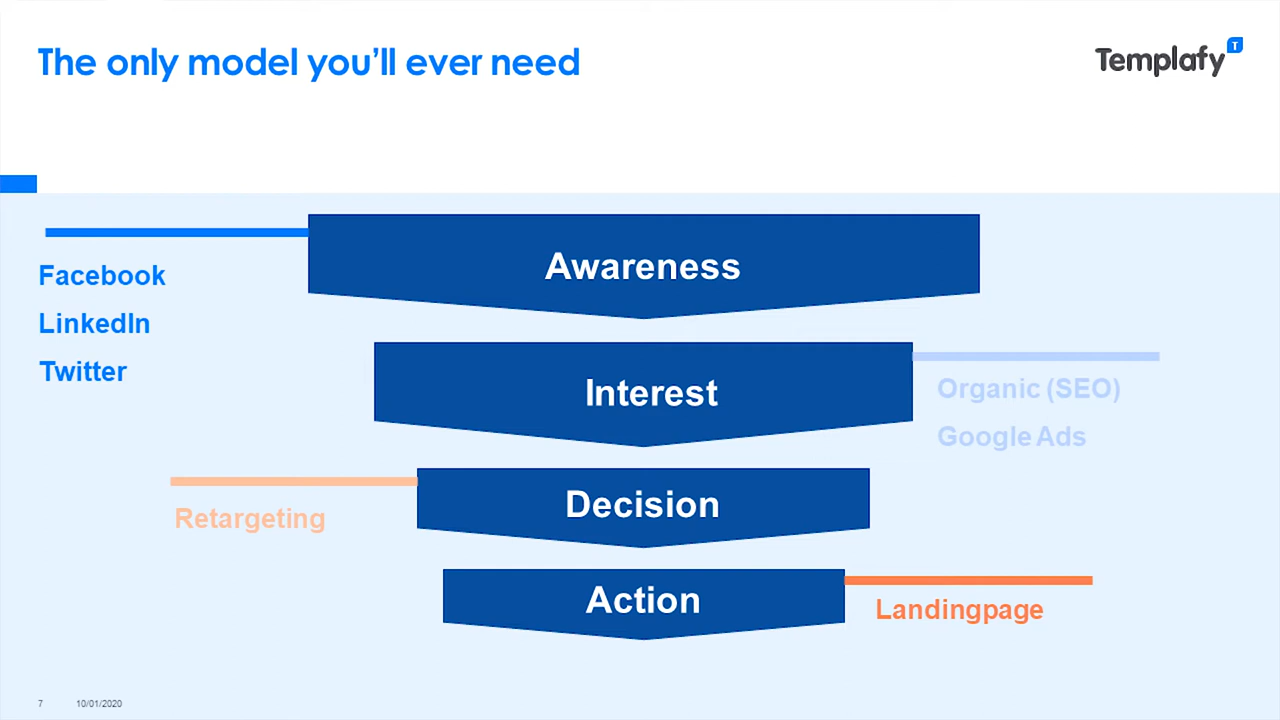 The only model you'll ever need
Templafy
T
Awareness
Facebook
LinkedIn
Twitter
Interest
Organic (SEO)
Google Ads
Decision
Retargeting
Action
Landingpage
7 10/01/2020